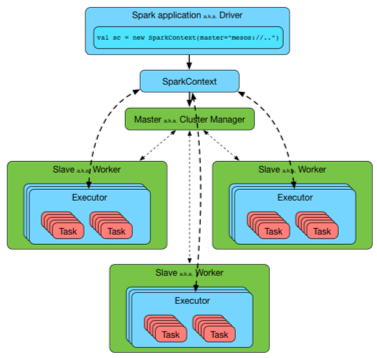 Spark application a.k.a. Driver
val sc = new SparkContext(master="mesos://..")
SparkContext
Master a.k.a. Cluster Manager
Slave a.k.a. Worker
Executor
Task
Task
Slave a.k.a. Worker
Executor
Task
Task
Slave a.k.a. Worker
Executor
Task
Task